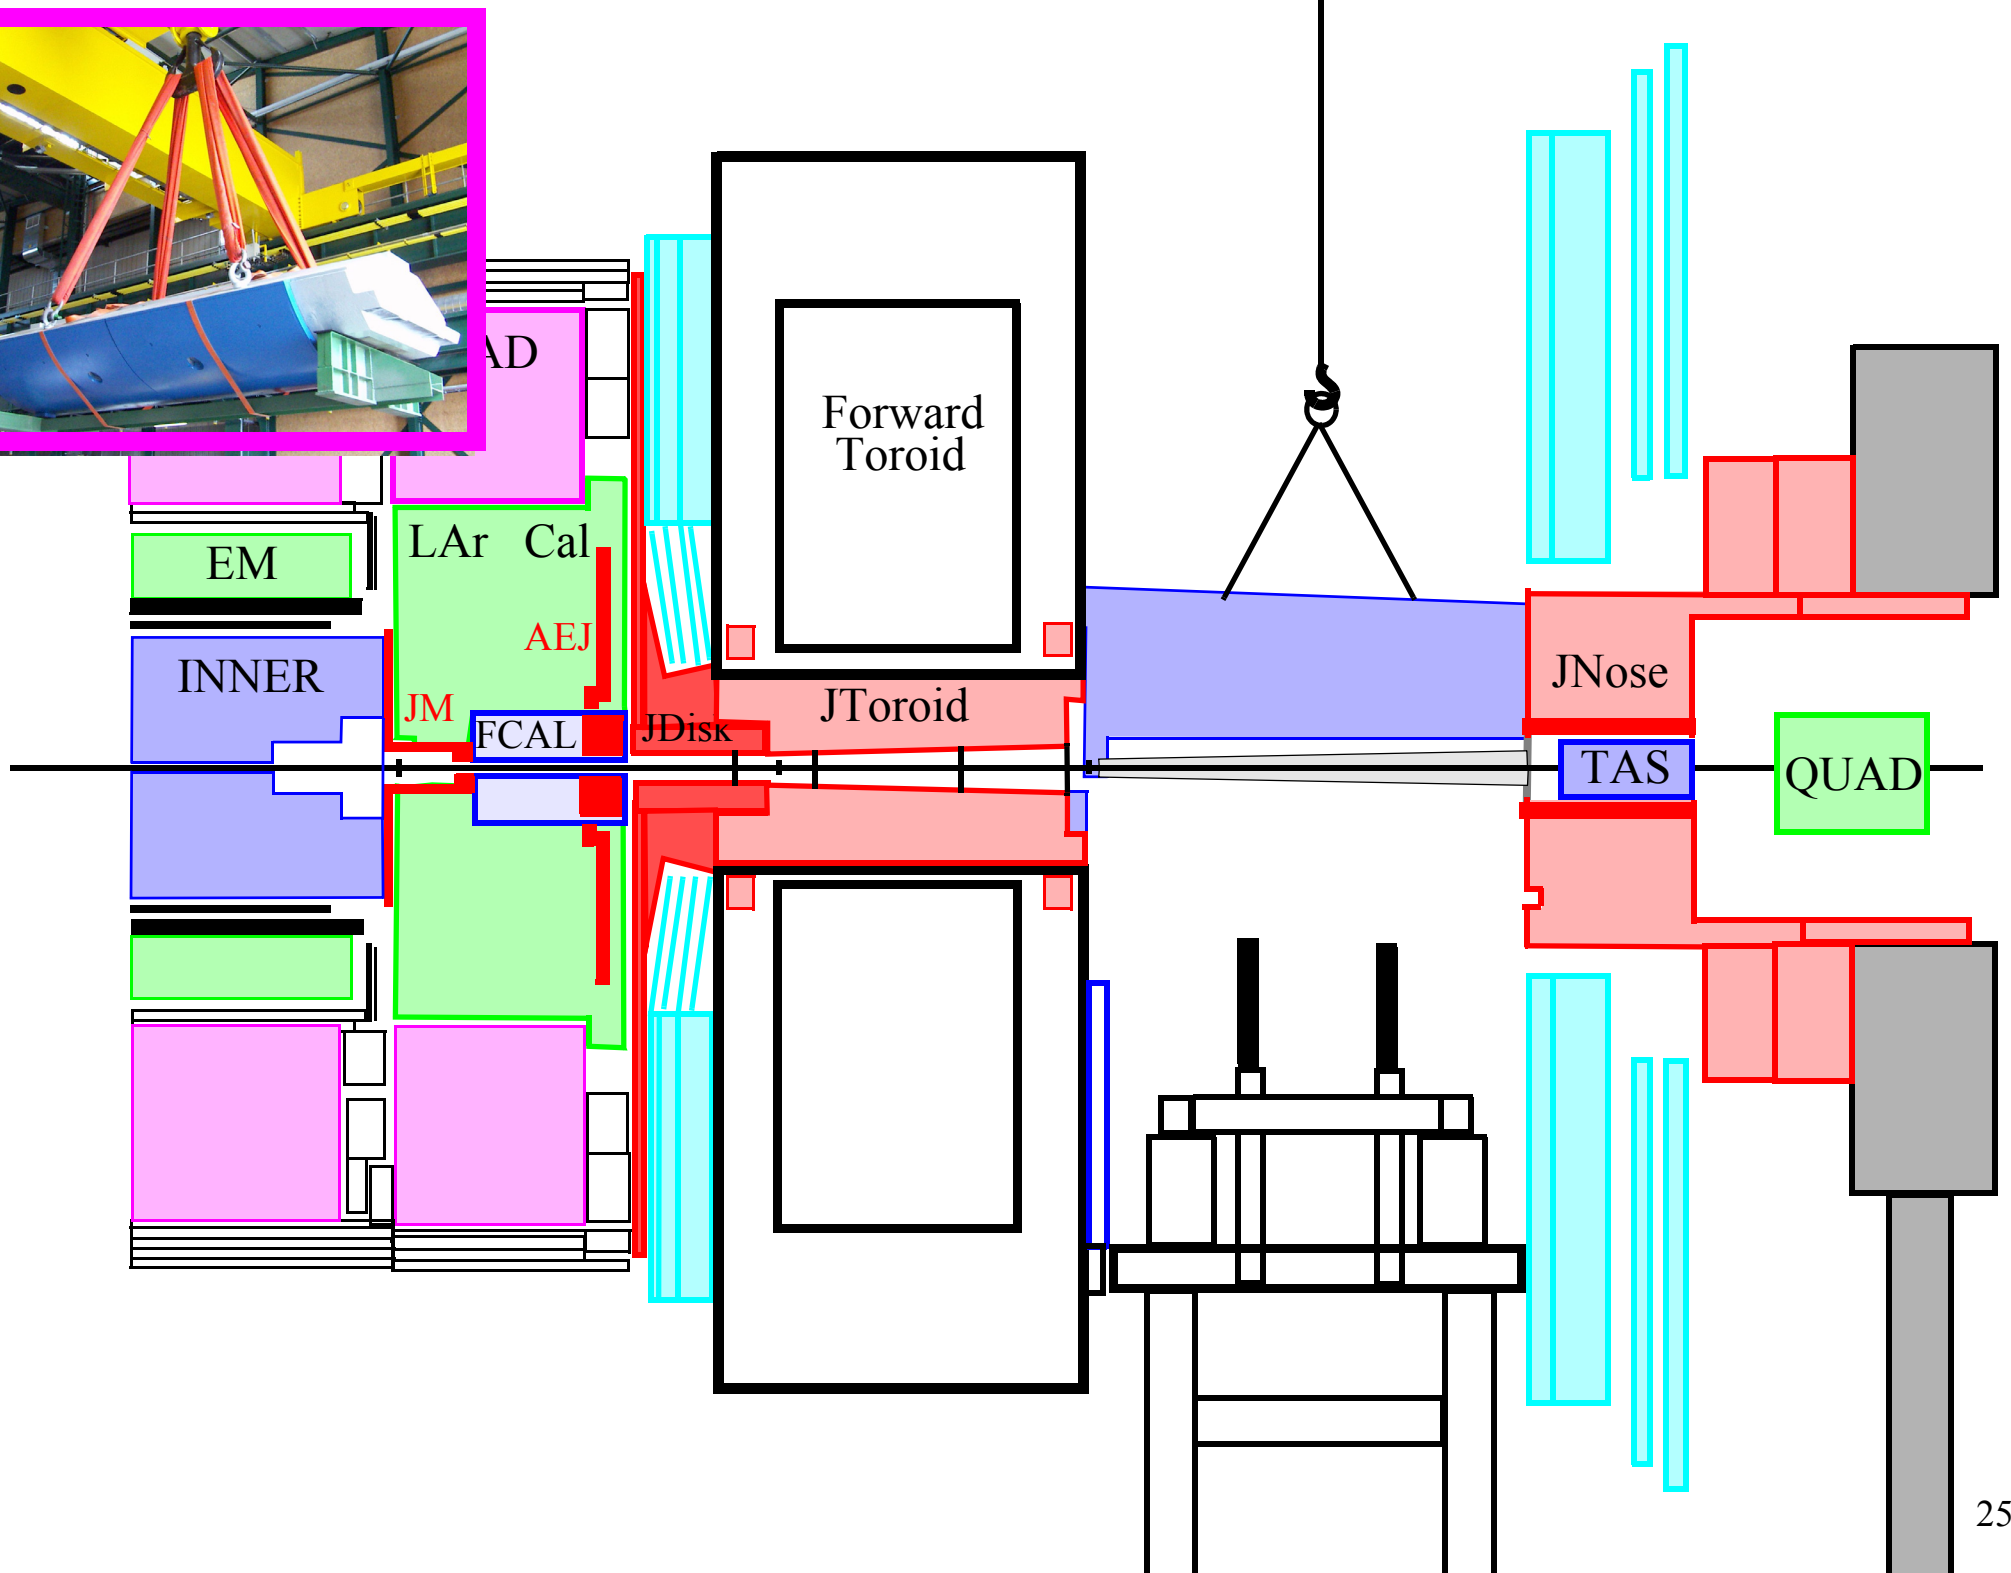 AD
Forward
Toroid
LAr Cal
EM
AEJ
INNER
JM
FCAL
JDisk
JToroid
JNose
TAS
QUAD
25